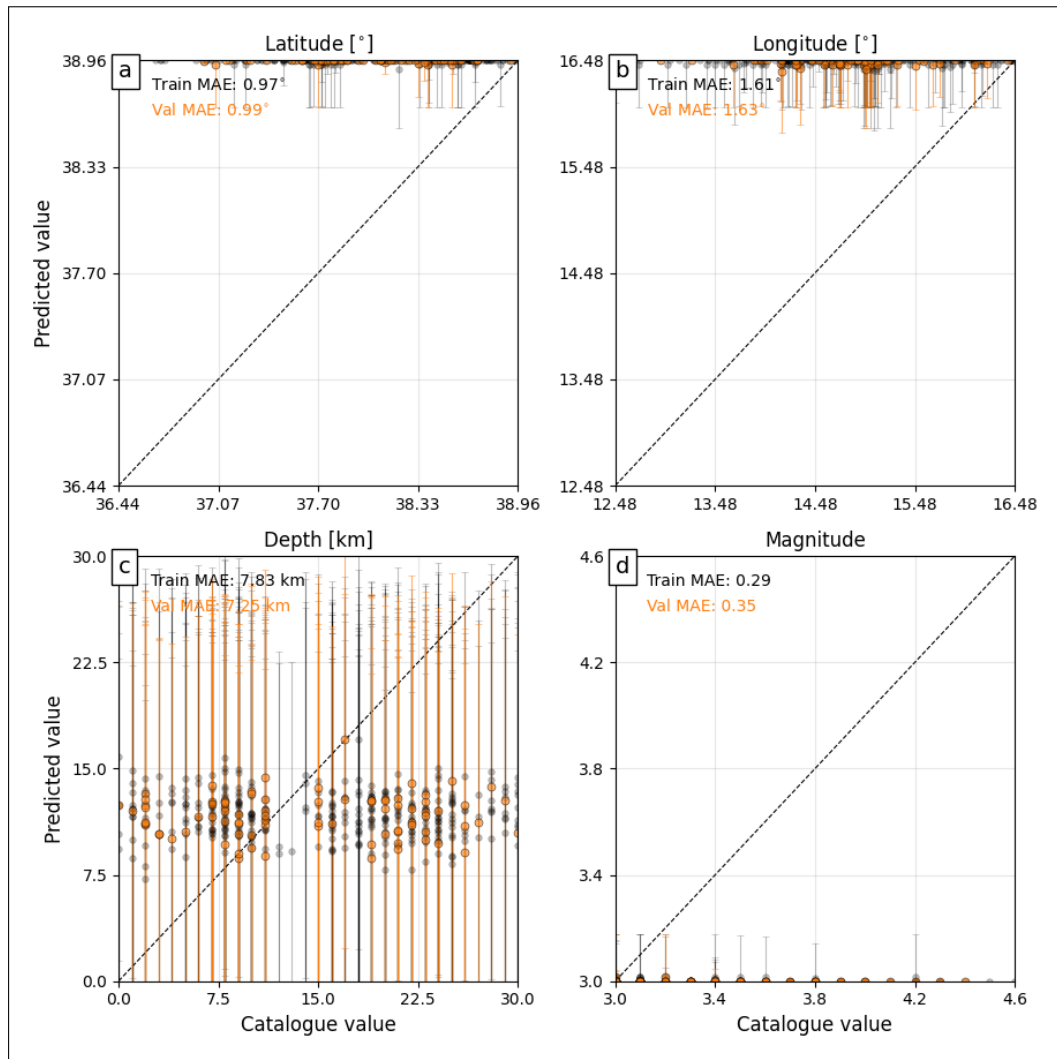 Latitude [°]
a
Train MAE: 0.97°
Val MAE: 0.99°
38.96
38.33
37.70
37.07
36.44
Predicted value
36.44 37.07 37.70 38.33 38.96
Longitude [°]
b
Train MAE: 1.61°
Val MAE: 1.63°
16.48
15.48
14.48
13.48
12.48
12.48 13.48 14.48 15.48 16.48
Depth [km]
c
Train MAE: 7.83 km
Val MAE: 7.25 km
30.0
22.5
15.0
7.5
0.0
Predicted value
0.0 7.5 15.0 22.5 30.0
Catalogue value
Magnitude
d
Train MAE: 0.29
Val MAE: 0.35
4.6
4.2
3.8
3.4
3.0
3.0 3.4 3.8 4.2 4.6
Catalogue value